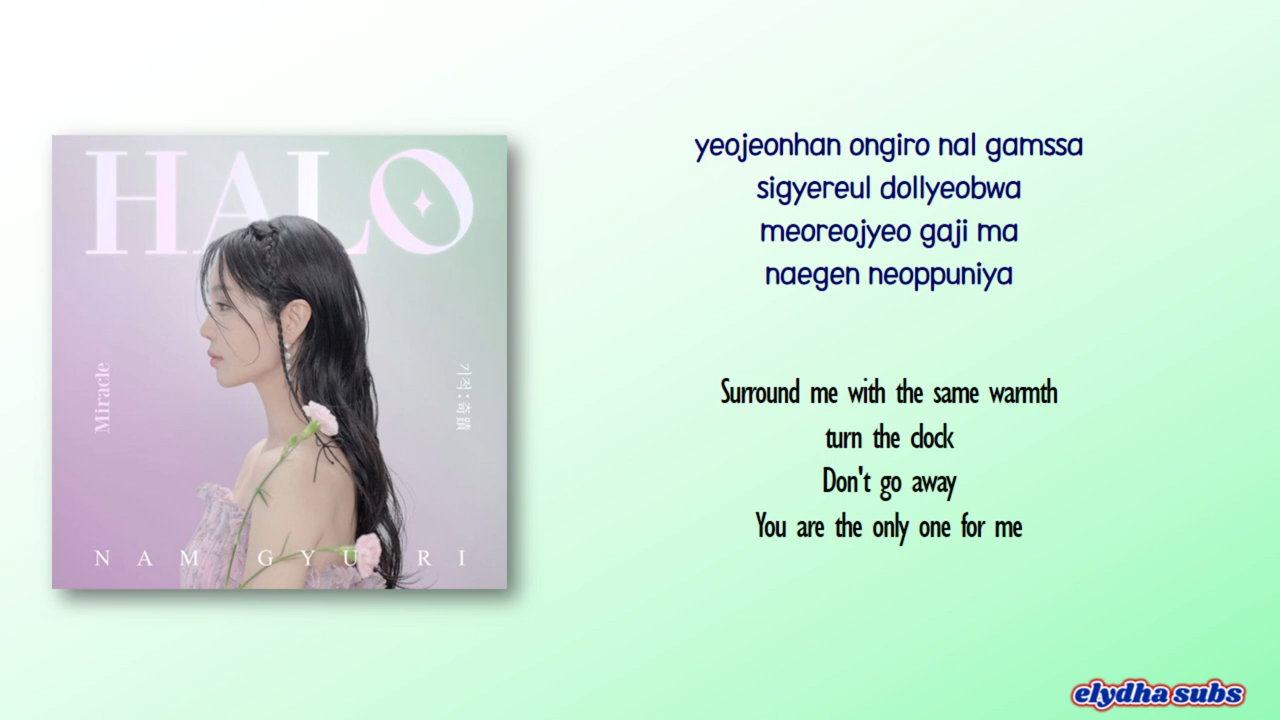 HALO
Miracle
기적 : 奇蹟
NAM GYU RI
yeojeonhan ongiro nal gamssa
sigyereul dollyeobwa
meoreojyeo gaji ma
naegen neoppuniya
Surround me with the same warmth
turn the clock
Don't go away
You are the only one for me
elydha subs